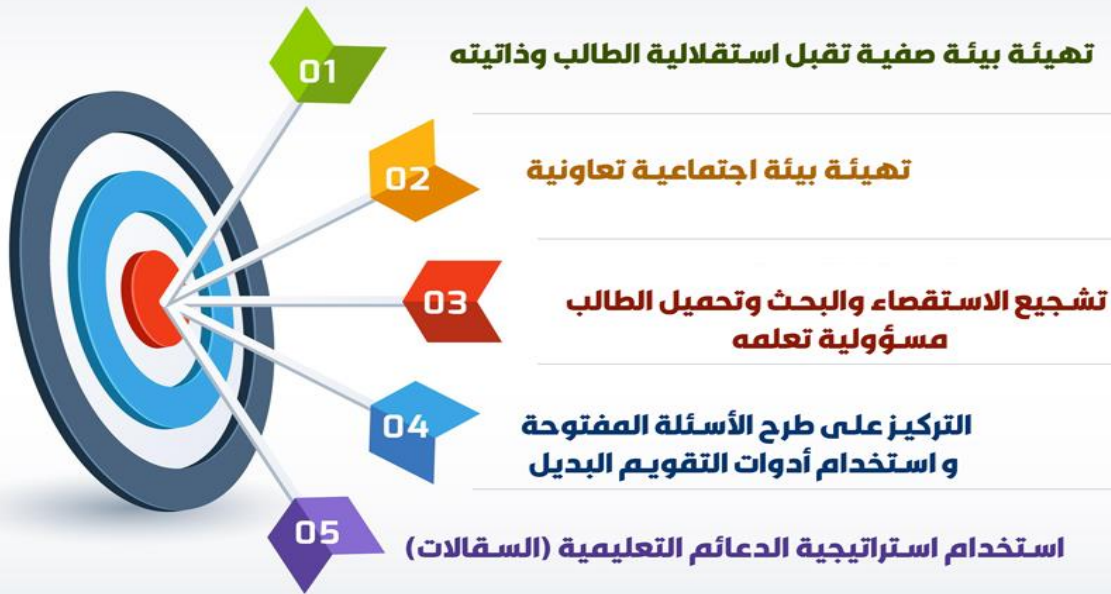 01
تهيئة بيئة صفية تقبل استقلالية الطالب وذاتيته
02
تهيئة بيئة اجتماعية تعاونية
03
تشجيع الاستقصاء والبحث وتحميل الطالب
مسؤولية تعلمه
04
التركيز على طرح الأسئلة المفتوحة
و استخدام أدوات التقويم البديل
05
استخدام استراتيجية الدعائم التعليمية (السقالات)